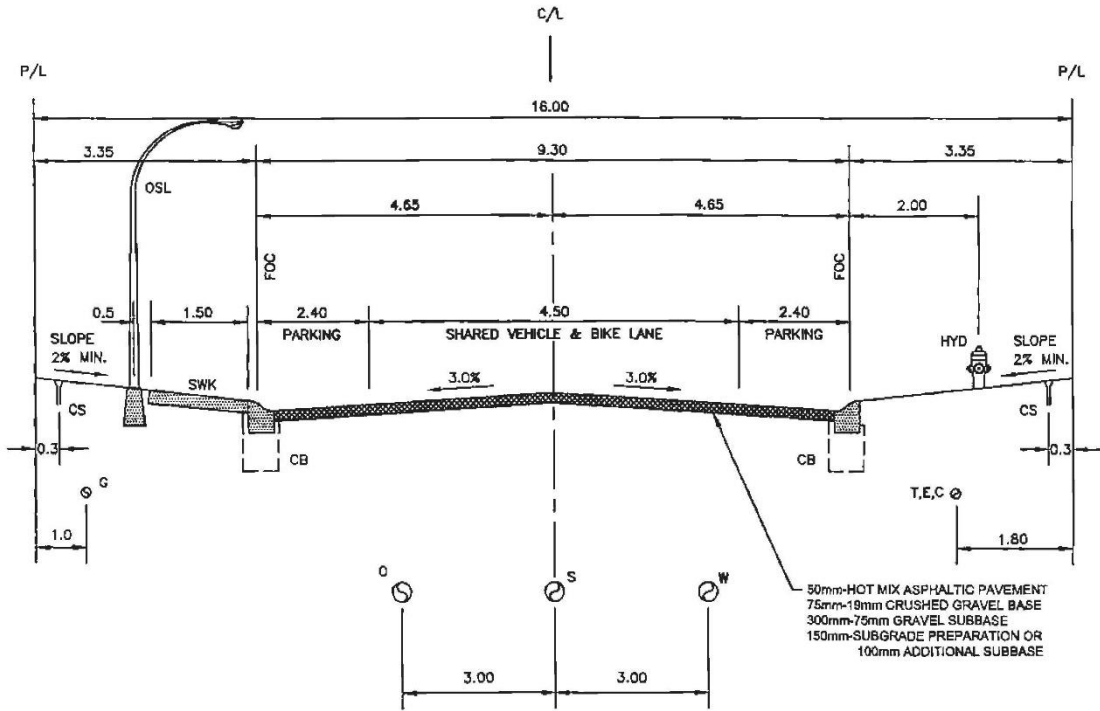 C/L
P/L
P/L
16.00
3.35
9.30
3.35
OSL
4.65
4.65
2.00
FOC
FOC
0.5
1.50
2.40
4.50
2.40
PARKING
SHARED VEHICLE & BIKE LANE
PARKING
HYD
SLOPE
2% MIN.
SLOPE
2% MIN.
SWK
3.0%
3.0%
CS
CS
0.3
CB
CB
0.3
G
T,E,C
1.0
1.80
O
S
W
50mm-HOT MIX ASPHALTIC PAVEMENT
75mm-19mm CRUSHED GRAVEL BASE
300mm-75mm GRAVEL SUBBASE
150mm-SUBGRADE PREPARATION OR
100mm ADDITIONAL SUBBASE
3.00
3.00